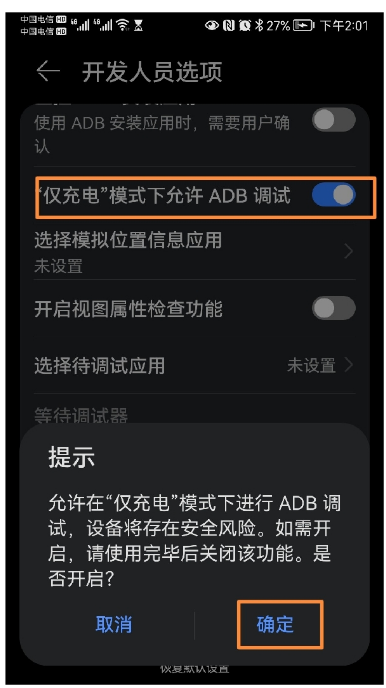 中国电信 HD
中国电信 HD
46 46 27% 下午2:01
开发人员选项
使用 ADB 安装应用时，需要用户确
认
“仅充电”模式下允许 ADB 调试
选择模拟位置信息应用
未设置
开启视图属性检查功能
选择待调试应用 未设置
等待调试器
提示
允许在“仅充电”模式下进行 ADB 调
试，设备将存在安全风险。如需开
启，请使用完毕后关闭该功能。是
否开启？
取消 确定
恢复默认设置